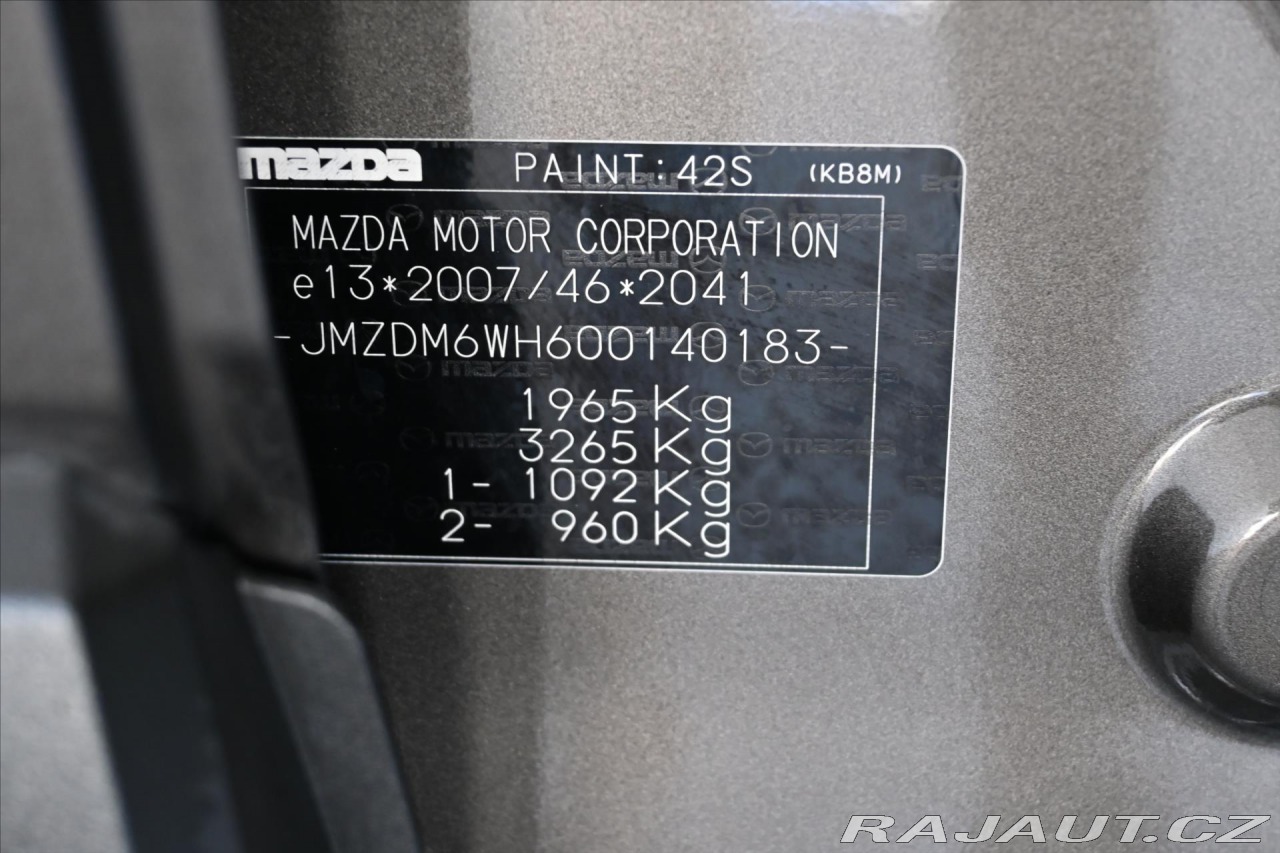 mazda PAINT:42S (KB8M)
MAZDA MOTOR CORPORATION
e13*2007/46*2041
-JMZDM6WH600140183-
1965Kg
3265Kg
1- 1092Kg
2- 960Kg
RAJAUT.CZ